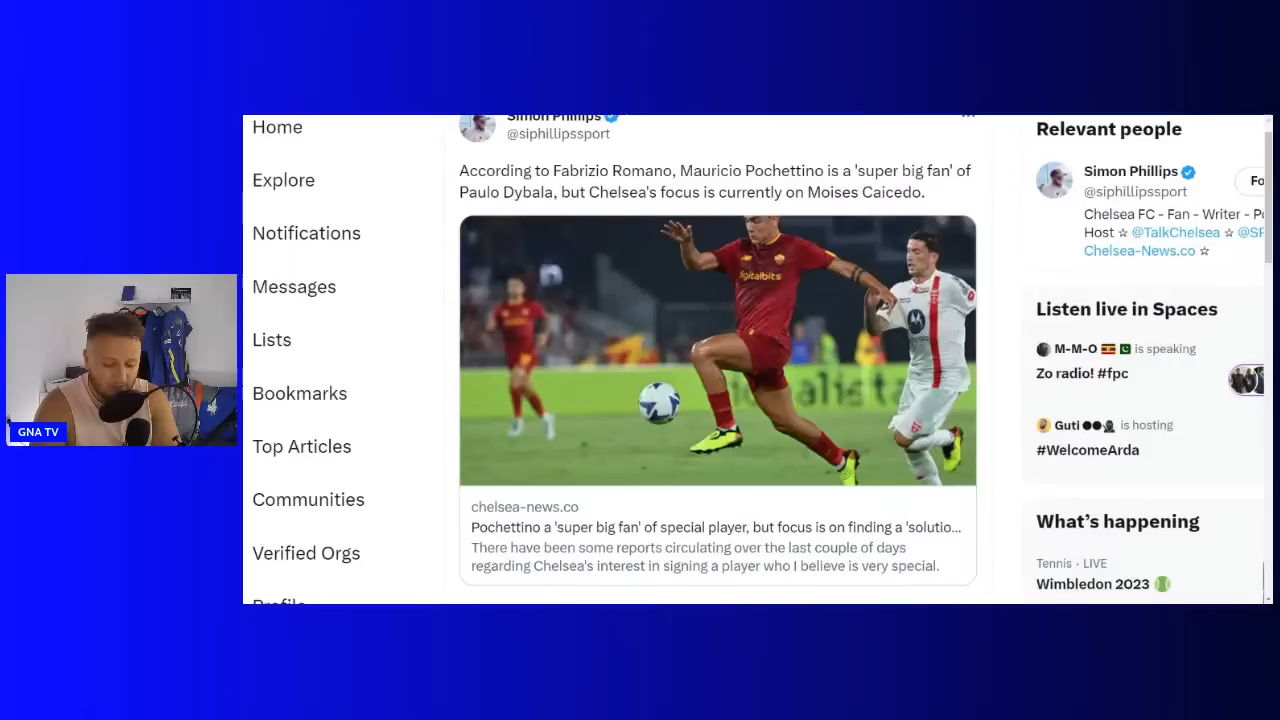 Home
Explore
Notifications
Messages
Lists
Bookmarks
Top Articles
Communities
Verified Orgs
Profile
GNA TV
Simon Phillips
@siphillipssport
According to Fabrizio Romano, Mauricio Pochettino is a 'super big fan' of
Paulo Dybala, but Chelsea's focus is currently on Moises Caicedo.
digitalbits
chelsea-news.co
Pochettino a 'super big fan' of special player, but focus is on finding a 'solutio...
There have been some reports circulating over the last couple of days
regarding Chelsea's interest in signing a player who I believe is very special.
Relevant people
Simon Phillips
@siphillipssport
Fo
Chelsea FC - Fan - Writer - Po
Host ☆ @TalkChelsea ☆ @SP
Chelsea-News.co ☆
Listen live in Spaces
M-M-O 🇺🇬 🇵🇰 is speaking
Zo radio! #fpc
Guti is hosting
#WelcomeArda
What's happening
Tennis · LIVE
Wimbledon 2023